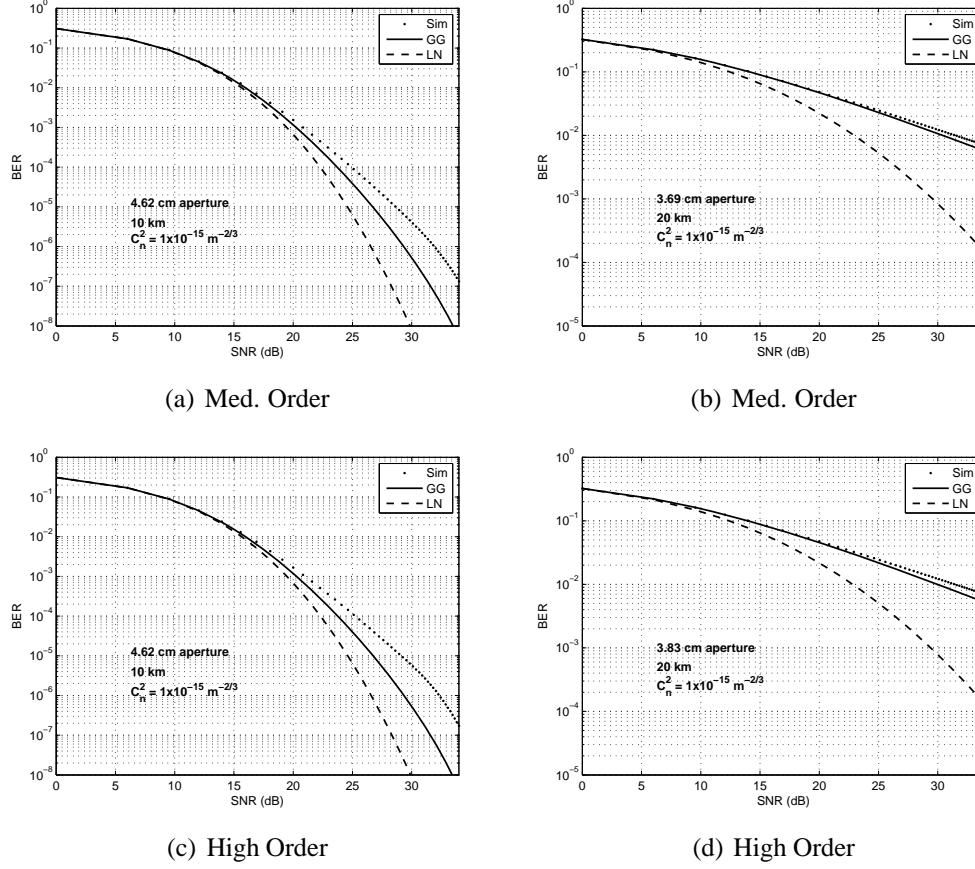 10^0
10^-1
10^-2
10^-3
10^-4
10^-5
10^-6
10^-7
10^-8
BER
0 5 10 15 20 25 30
SNR (dB)
Sim
GG
LN
4.62 cm aperture
10 km
C_n^2 = 1x10^-15 m^-2/3
(a) Med. Order
10^0
10^-1
10^-2
10^-3
10^-4
10^-5
BER
0 5 10 15 20 25 30
SNR (dB)
Sim
GG
LN
3.69 cm aperture
20 km
C_n^2 = 1x10^-15 m^-2/3
(b) Med. Order
10^0
10^-1
10^-2
10^-3
10^-4
10^-5
10^-6
10^-7
10^-8
BER
0 5 10 15 20 25 30
SNR (dB)
Sim
GG
LN
4.62 cm aperture
10 km
C_n^2 = 1x10^-15 m^-2/3
(c) High Order
10^0
10^-1
10^-2
10^-3
10^-4
10^-5
BER
0 5 10 15 20 25 30
SNR (dB)
Sim
GG
LN
3.83 cm aperture
20 km
C_n^2 = 1x10^-15 m^-2/3
(d) High Order